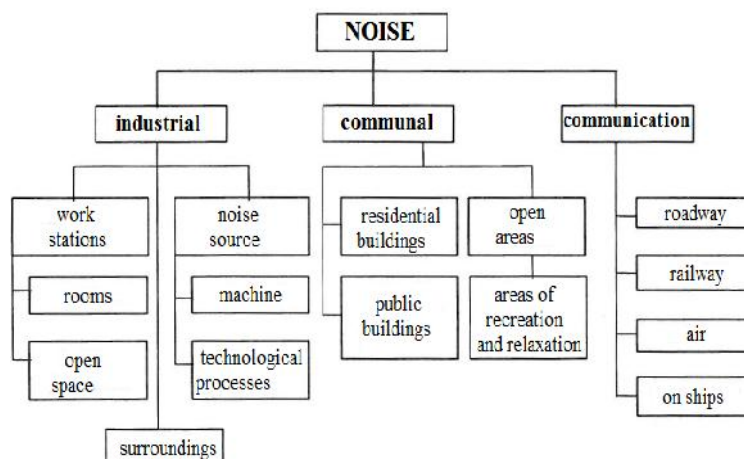 NOISE
industrial
communal
communication
work
stations
rooms
open
space
noise
source
machine
technological
processes
surroundings
residential
buildings
public
buildings
open
areas
areas of
recreation
and relaxation
roadway
railway
air
on ships